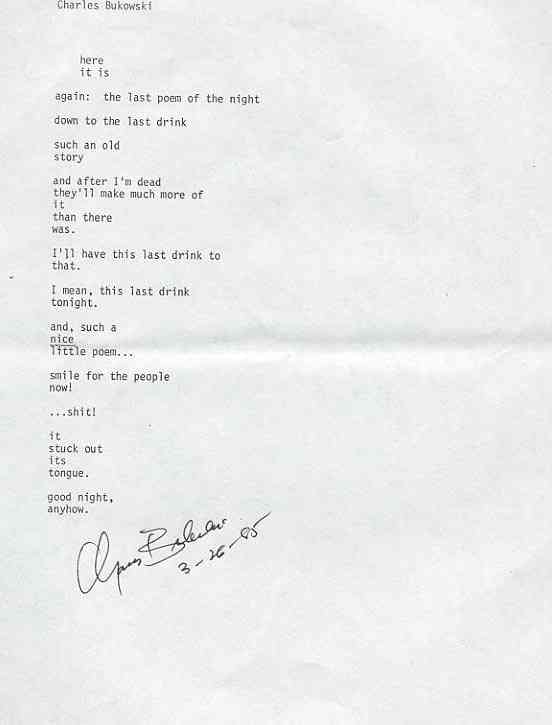 Charles Bukowski
here
it is
again: the last poem of the night
down to the last drink
such an old
story
and after I'm dead
they'll make much more of
it
than there
was.
I'll have this last drink to
that.
I mean, this last drink
tonight.
and, such a
nice
little poem...
smile for the people
now!
...shit!
it
stuck out
its
tongue.
good night,
anyhow.
Bukowski
3-26-85